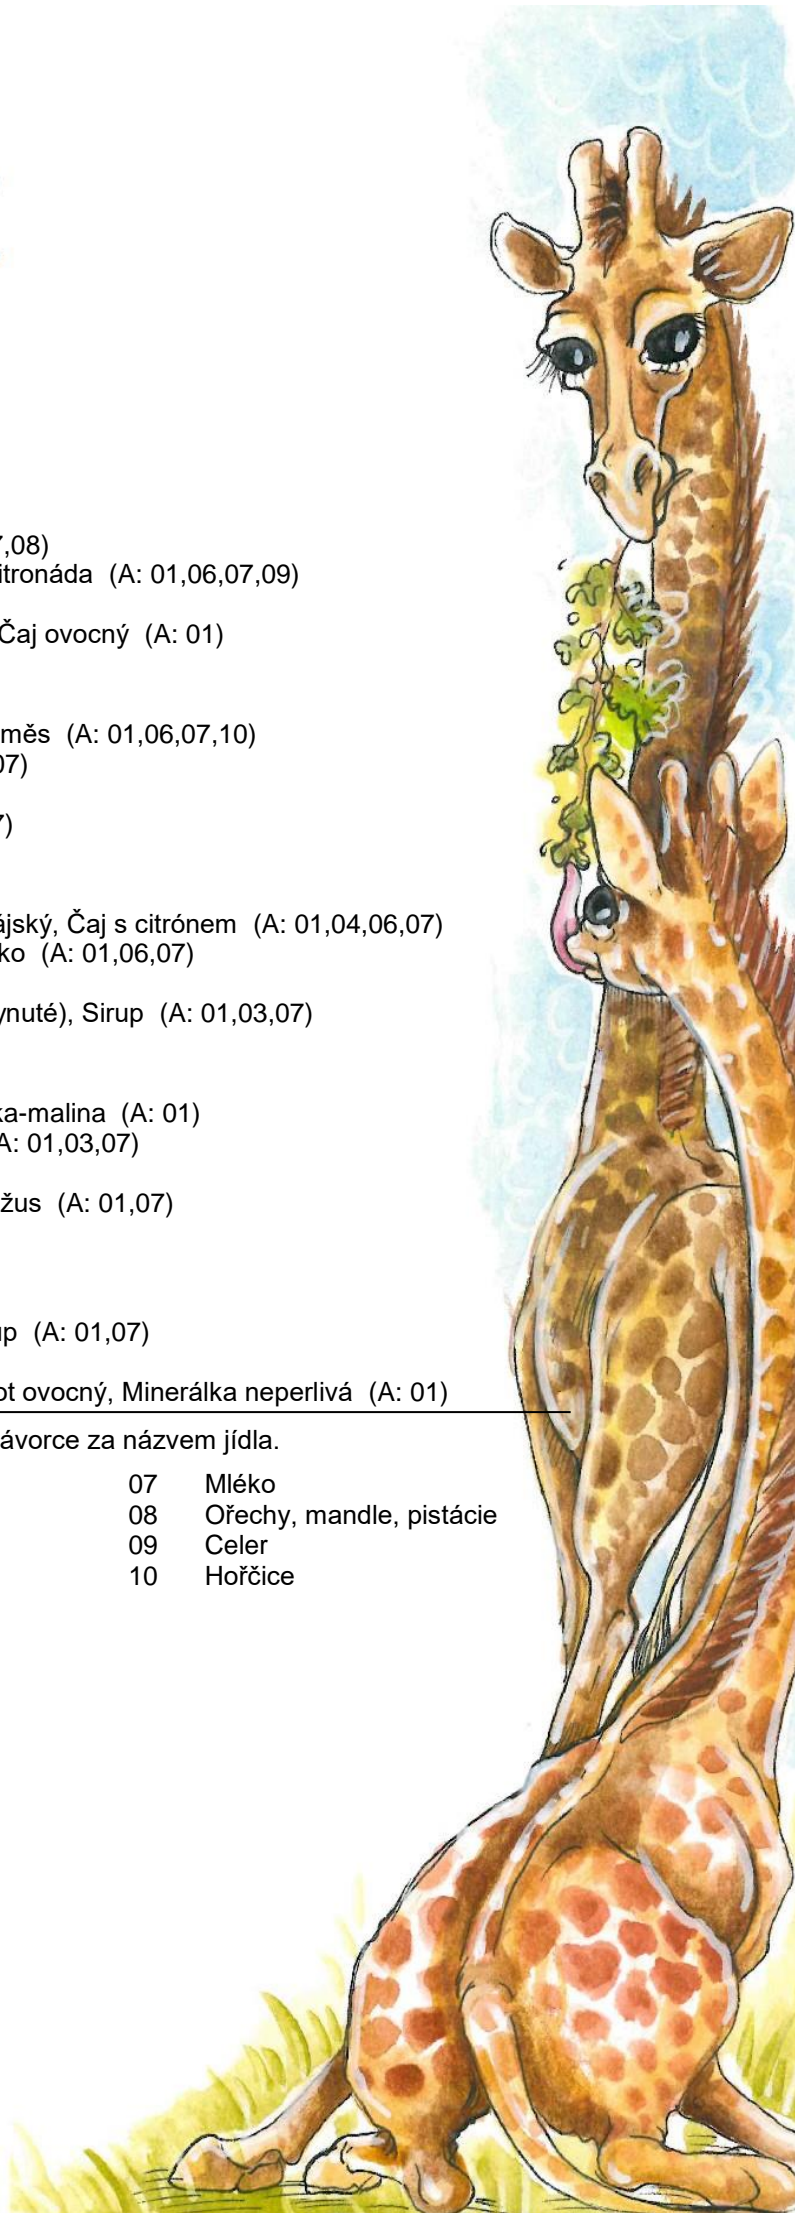 7,08)
itronáda (A: 01,06,07,09)
Čaj ovocný (A: 01)
měs (A: 01,06,07,10)
07)
7)
ájský, Čaj s citrónem (A: 01,04,06,07)
ko (A: 01,06,07)
ynuté), Sirup (A: 01,03,07)
ka-malina (A: 01)
A: 01,03,07)
žus (A: 01,07)
up (A: 01,07)
ot ovocný, Minerálka neperlivá (A: 01)
ávorce za názvem jídla.
07 Mléko
08 Ořechy, mandle, pistácie
09 Celer
10 Hořčice